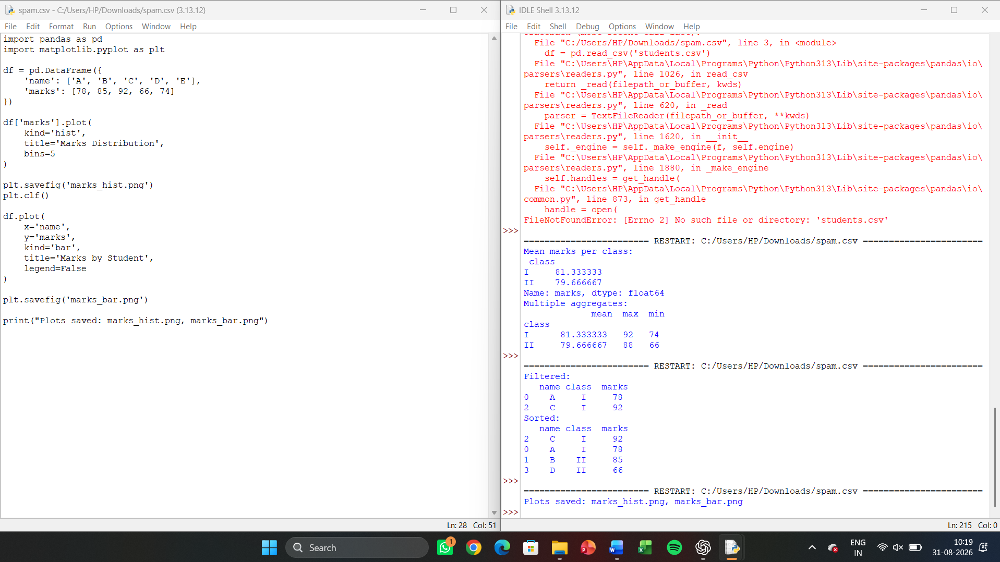 spam.csv - C:/Users/HP/Downloads/spam.csv (3.13.12)
File Edit Format Run Options Window Help
import pandas as pd
import matplotlib.pyplot as plt
df = pd.DataFrame({
    'name': ['A', 'B', 'C', 'D', 'E'],
    'marks': [78, 85, 92, 66, 74]
})
df['marks'].plot(
    kind='hist',
    title='Marks Distribution',
    bins=5
)
plt.savefig('marks_hist.png')
plt.clf()
df.plot(
    x='name',
    y='marks',
    kind='bar',
    title='Marks by Student',
    legend=False
)
plt.savefig('marks_bar.png')
print("Plots saved: marks_hist.png, marks_bar.png")
Ln: 28 Col: 51
IDLE Shell 3.13.12
File Edit Shell Debug Options Window Help
Traceback (most recent call last):
  File "C:/Users/HP/Downloads/spam.csv", line 3, in <module>
    df = pd.read_csv('students.csv')
  File "C:\Users\HP\AppData\Local\Programs\Python\Python313\Lib\site-packages\pandas\io\
parsers\readers.py", line 1026, in read_csv
    return _read(filepath_or_buffer, kwds)
  File "C:\Users\HP\AppData\Local\Programs\Python\Python313\Lib\site-packages\pandas\io\
parsers\readers.py", line 620, in _read
    parser = TextFileReader(filepath_or_buffer, **kwds)
  File "C:\Users\HP\AppData\Local\Programs\Python\Python313\Lib\site-packages\pandas\io\
parsers\readers.py", line 1620, in __init__
    self._engine = self._make_engine(f, self.engine)
  File "C:\Users\HP\AppData\Local\Programs\Python\Python313\Lib\site-packages\pandas\io\
parsers\readers.py", line 1880, in _make_engine
    self.handles = get_handle(
  File "C:\Users\HP\AppData\Local\Programs\Python\Python313\Lib\site-packages\pandas\io\
common.py", line 873, in get_handle
    handle = open(
FileNotFoundError: [Errno 2] No such file or directory: 'students.csv'
>>>
======================== RESTART: C:/Users/HP/Downloads/spam.csv =======================
Mean marks per class:
 class
I     81.333333
II    79.666667
Name: marks, dtype: float64
Multiple aggregates:
             mean  max  min
class
I      81.333333   92   74
II     79.666667   88   66
>>>
======================== RESTART: C:/Users/HP/Downloads/spam.csv =======================
Filtered:
   name class  marks
0    A     I     78
2    C     I     92
Sorted:
   name class  marks
2    C     I     92
0    A     I     78
1    B    II     85
3    D    II     66
>>>
======================== RESTART: C:/Users/HP/Downloads/spam.csv =======================
Plots saved: marks_hist.png, marks_bar.png
>>>
Ln: 215 Col: 0
Search
1
ENG
IN
10:19
31-08-2026